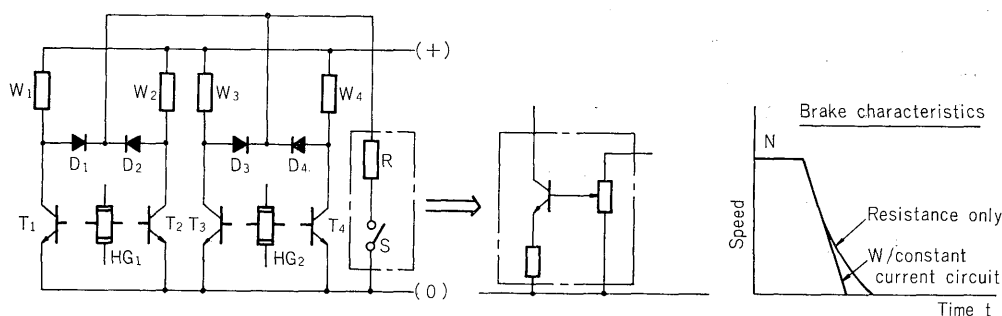 (+)
W₁
W₂
W₃
W₄
D₁
D₂
D₃
D₄.
R
T₁
T₂
T₃
T₄
HG₁
HG₂
S
(0)
Brake characteristics
N
Speed
Resistance only
W/constant
current circuit
Time t